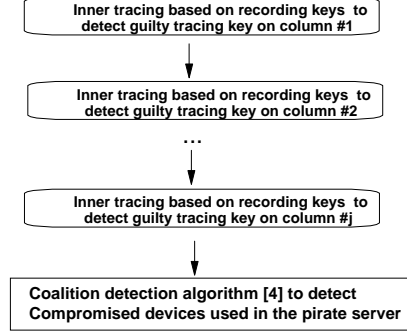 Inner tracing based on recording keys to
detect guilty tracing key on column #1
Inner tracing based on recording keys to
detect guilty tracing key on column #2
...
Inner tracing based on recording keys to
detect guilty tracing key on column #j
Coalition detection algorithm [4] to detect
Compromised devices used in the pirate server